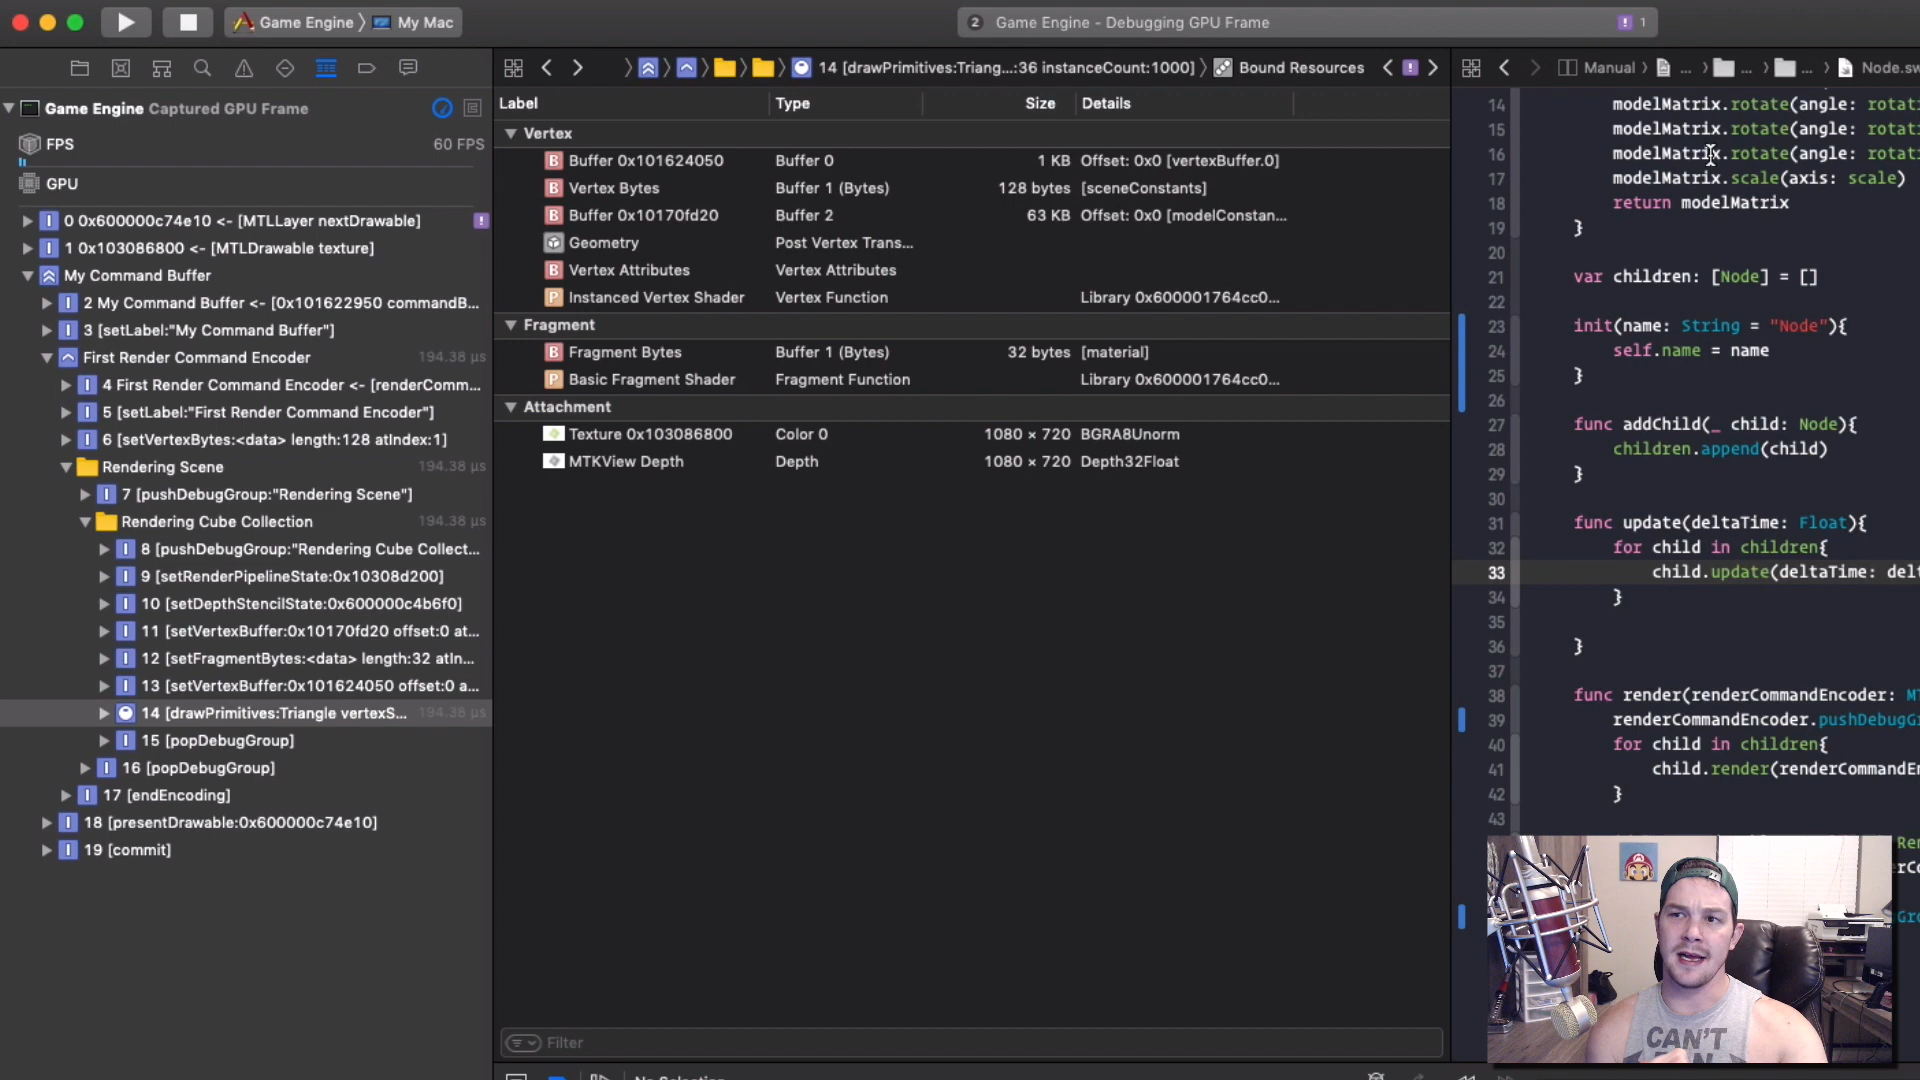 Game Engine
My Mac
2 Game Engine - Debugging GPU Frame
1
14 [drawPrimitives:Triang...:36 instanceCount:1000]
Bound Resources
Manual
...
...
...
Node.sw
Game Engine Captured GPU Frame
FPS 60 FPS
GPU
0 0x600000c74e10 <- [MTLLayer nextDrawable]
1 0x103086800 <- [MTLDrawable texture]
My Command Buffer
2 My Command Buffer <- [0x101622950 commandB...
3 [setLabel:"My Command Buffer"]
First Render Command Encoder 194.38 µs
4 First Render Command Encoder <- [renderComm...
5 [setLabel:"First Render Command Encoder"]
6 [setVertexBytes:<data> length:128 atIndex:1]
Rendering Scene 194.38 µs
7 [pushDebugGroup:"Rendering Scene"]
Rendering Cube Collection 194.38 µs
8 [pushDebugGroup:"Rendering Cube Collect...
9 [setRenderPipelineState:0x10308d200]
10 [setDepthStencilState:0x600000c4b6f0]
11 [setVertexBuffer:0x10170fd20 offset:0 at...
12 [setFragmentBytes:<data> length:32 atIn...
13 [setVertexBuffer:0x101624050 offset:0 a...
14 [drawPrimitives:Triangle vertexS... 194.38 µs
15 [popDebugGroup]
16 [popDebugGroup]
17 [endEncoding]
18 [presentDrawable:0x600000c74e10]
19 [commit]
Label Type Size Details
Vertex
Buffer 0x101624050 Buffer 0 1 KB Offset: 0x0 [vertexBuffer.0]
Vertex Bytes Buffer 1 (Bytes) 128 bytes [sceneConstants]
Buffer 0x10170fd20 Buffer 2 63 KB Offset: 0x0 [modelConstan...
Geometry Post Vertex Trans...
Vertex Attributes Vertex Attributes
Instanced Vertex Shader Vertex Function Library 0x600001764cc0...
Fragment
Fragment Bytes Buffer 1 (Bytes) 32 bytes [material]
Basic Fragment Shader Fragment Function Library 0x600001764cc0...
Attachment
Texture 0x103086800 Color 0 1080 × 720 BGRA8Unorm
MTKView Depth Depth 1080 × 720 Depth32Float
Filter
14 modelMatrix.rotate(angle: rotati
15 modelMatrix.rotate(angle: rotati
16 modelMatrix.rotate(angle: rotati
17 modelMatrix.scale(axis: scale)
18 return modelMatrix
19 }
20
21 var children: [Node] = []
22
23 init(name: String = "Node"){
24 self.name = name
25 }
26
27 func addChild(_ child: Node){
28 children.append(child)
29 }
30
31 func update(deltaTime: Float){
32 for child in children{
33 child.update(deltaTime: delt
34 }
35
36 }
37
38 func render(renderCommandEncoder: MT
39 renderCommandEncoder.pushDebugGr
40 for child in children{
41 child.render(renderCommandEn
42 }
43
Ren
rCo
Gro
CAN'T